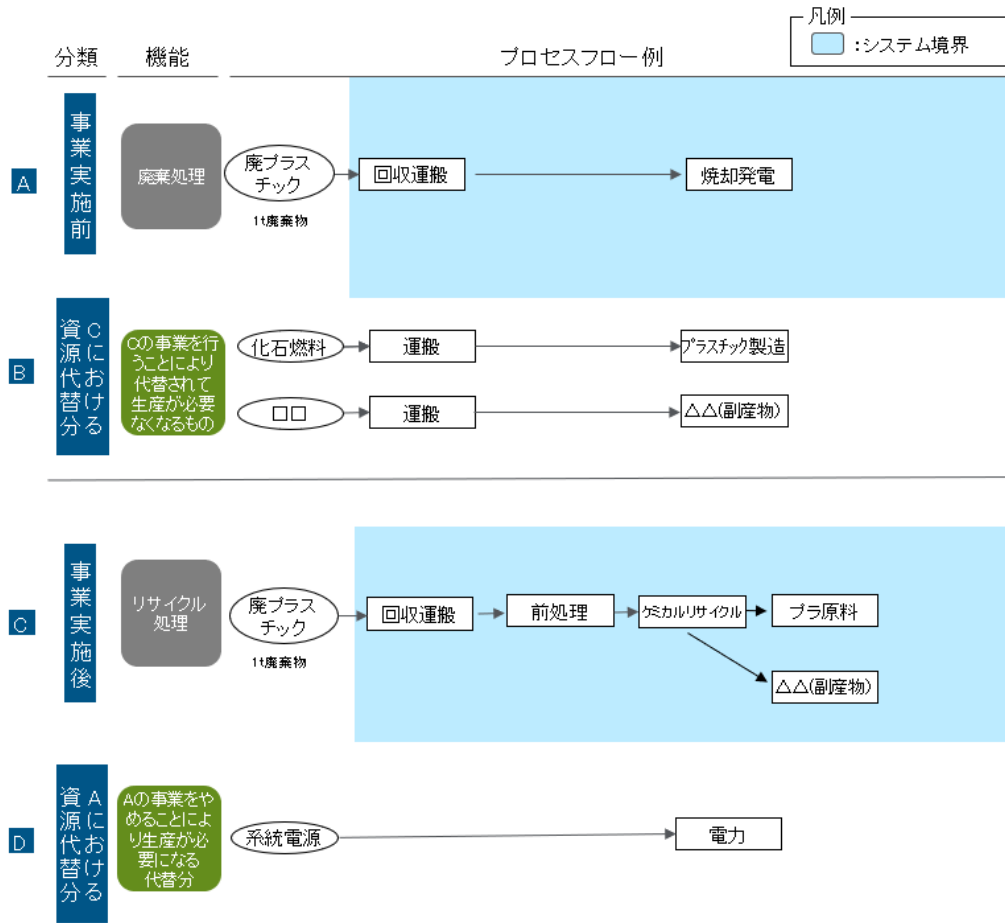 凡例
:システム境界
分類
機能
プロセスフロー例
A
事業実施前
廃棄処理
廃プラス
チック
1t廃棄物
回収運搬
焼却発電
B
Cにおける
資源代替分
Cの事業を行
うことにより
代替されて
生産が必要
なくなるもの
化石燃料
運搬
プラスチック製造
□□
運搬
△△(副産物)
C
事業実施後
リサイクル
処理
廃プラス
チック
1t廃棄物
回収運搬
前処理
ケミカルリサイクル
プラ原料
△△(副産物)
D
Aにおける
資源代替分
Aの事業をや
めることによ
り生産が必
要になる
代替分
系統電源
電力